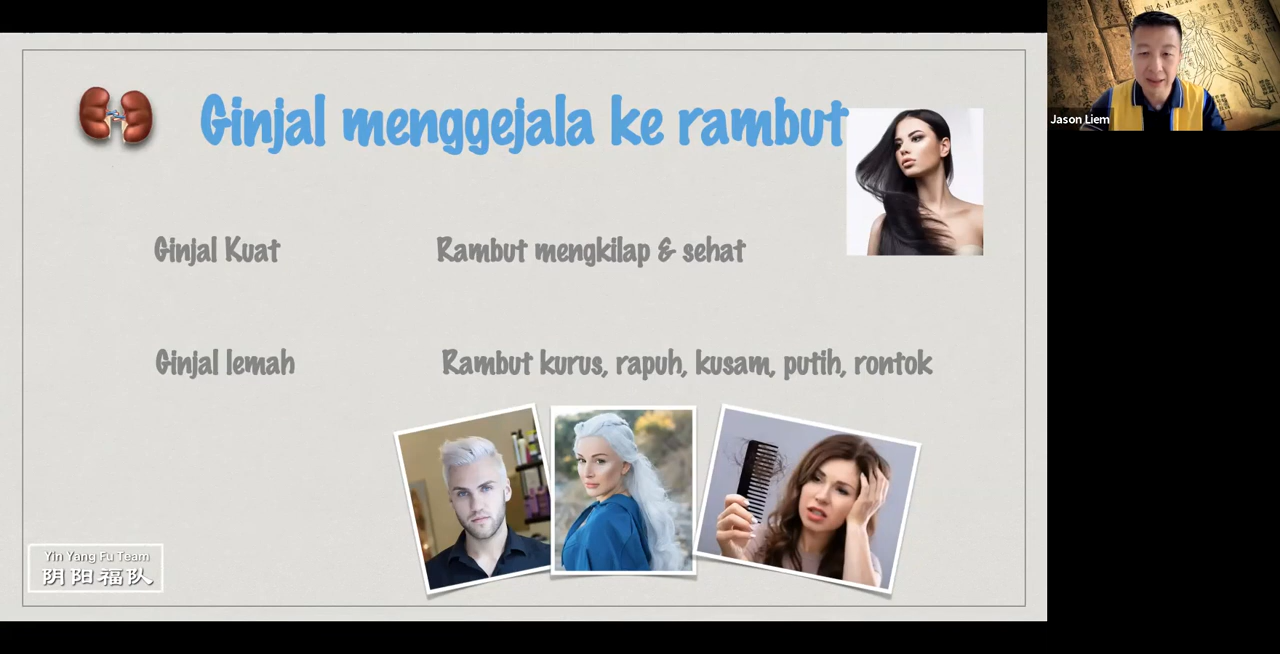 Ginjal menggejala ke rambut
Ginjal Kuat
Rambut mengkilap & sehat
Ginjal lemah
Rambut kurus, rapuh, kusam, putih, rontok
Yin Yang Fu Team
阴阳福队
Jason Liem